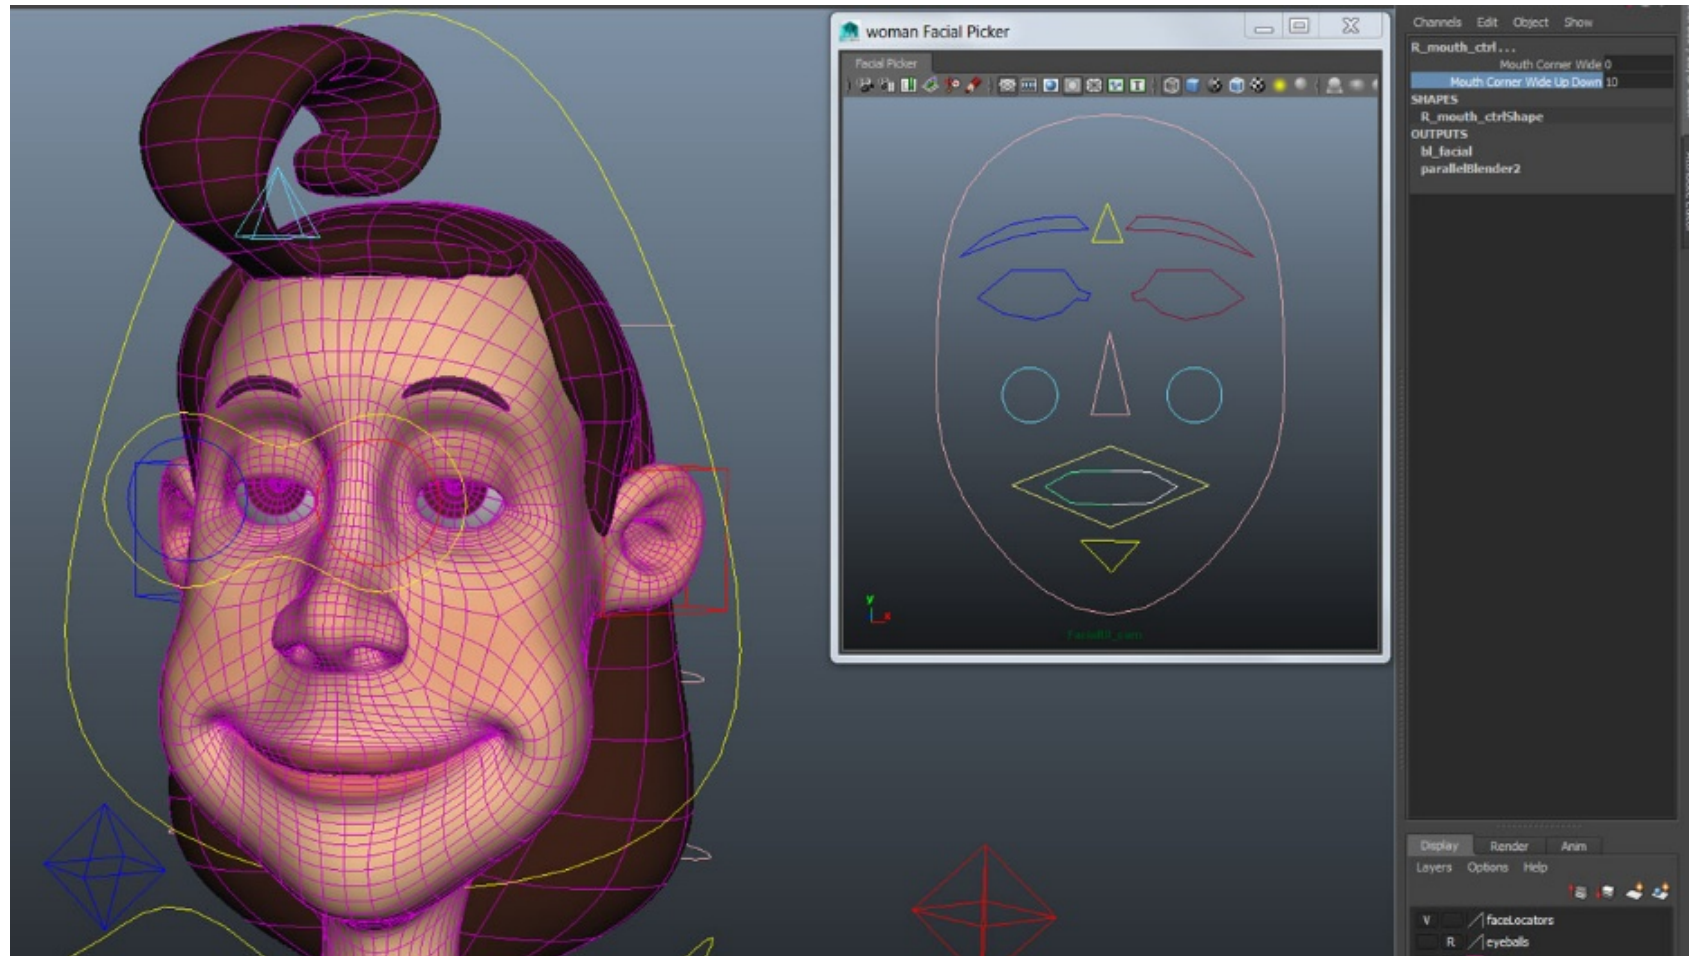 woman Facial Picker
Facial Picker
y
x
FacialUI_cam
Channels Edit Object Show
R_mouth_ctrl...
Mouth Corner Wide 0
Mouth Corner Wide Up Down 10
SHAPES
R_mouth_ctrlShape
OUTPUTS
bl_facial
parallelBlender2
Display Render Anim
Layers Options Help
V faceLocators
R eyeballs